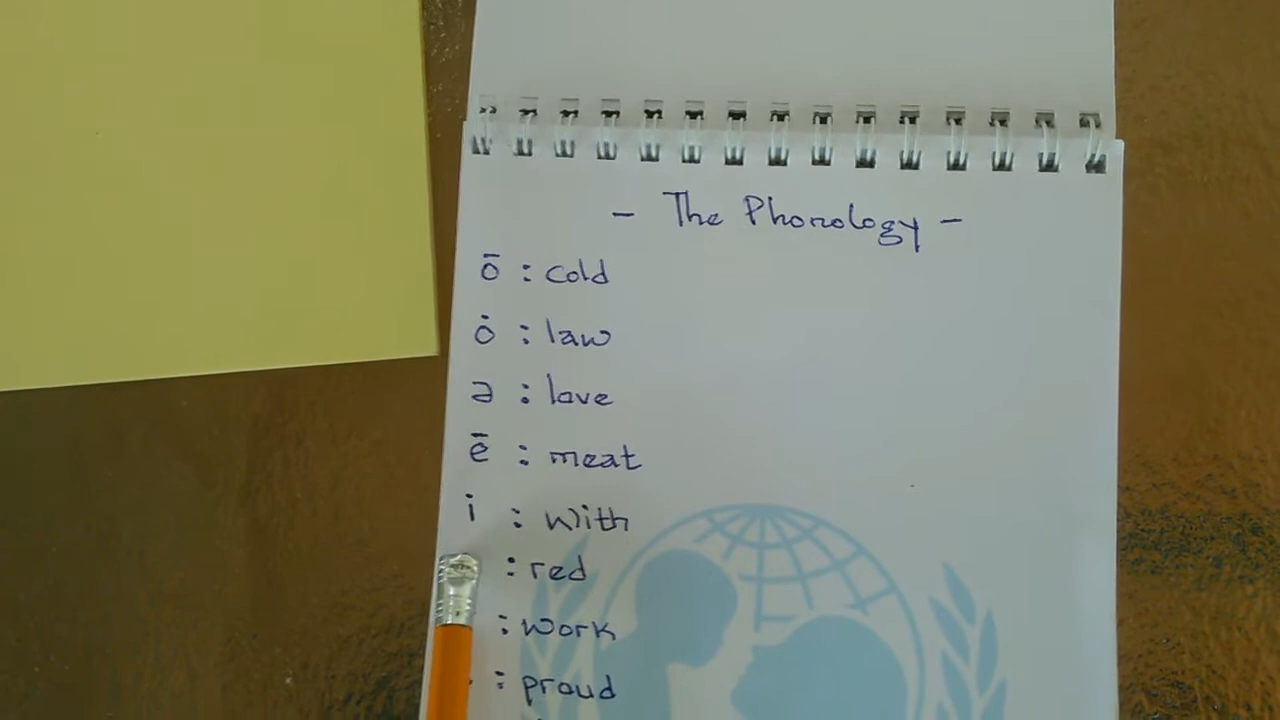 - The Phonology -
ō : cold
ȯ : law
ə : love
ē : meat
i : with
: red
: work
: proud